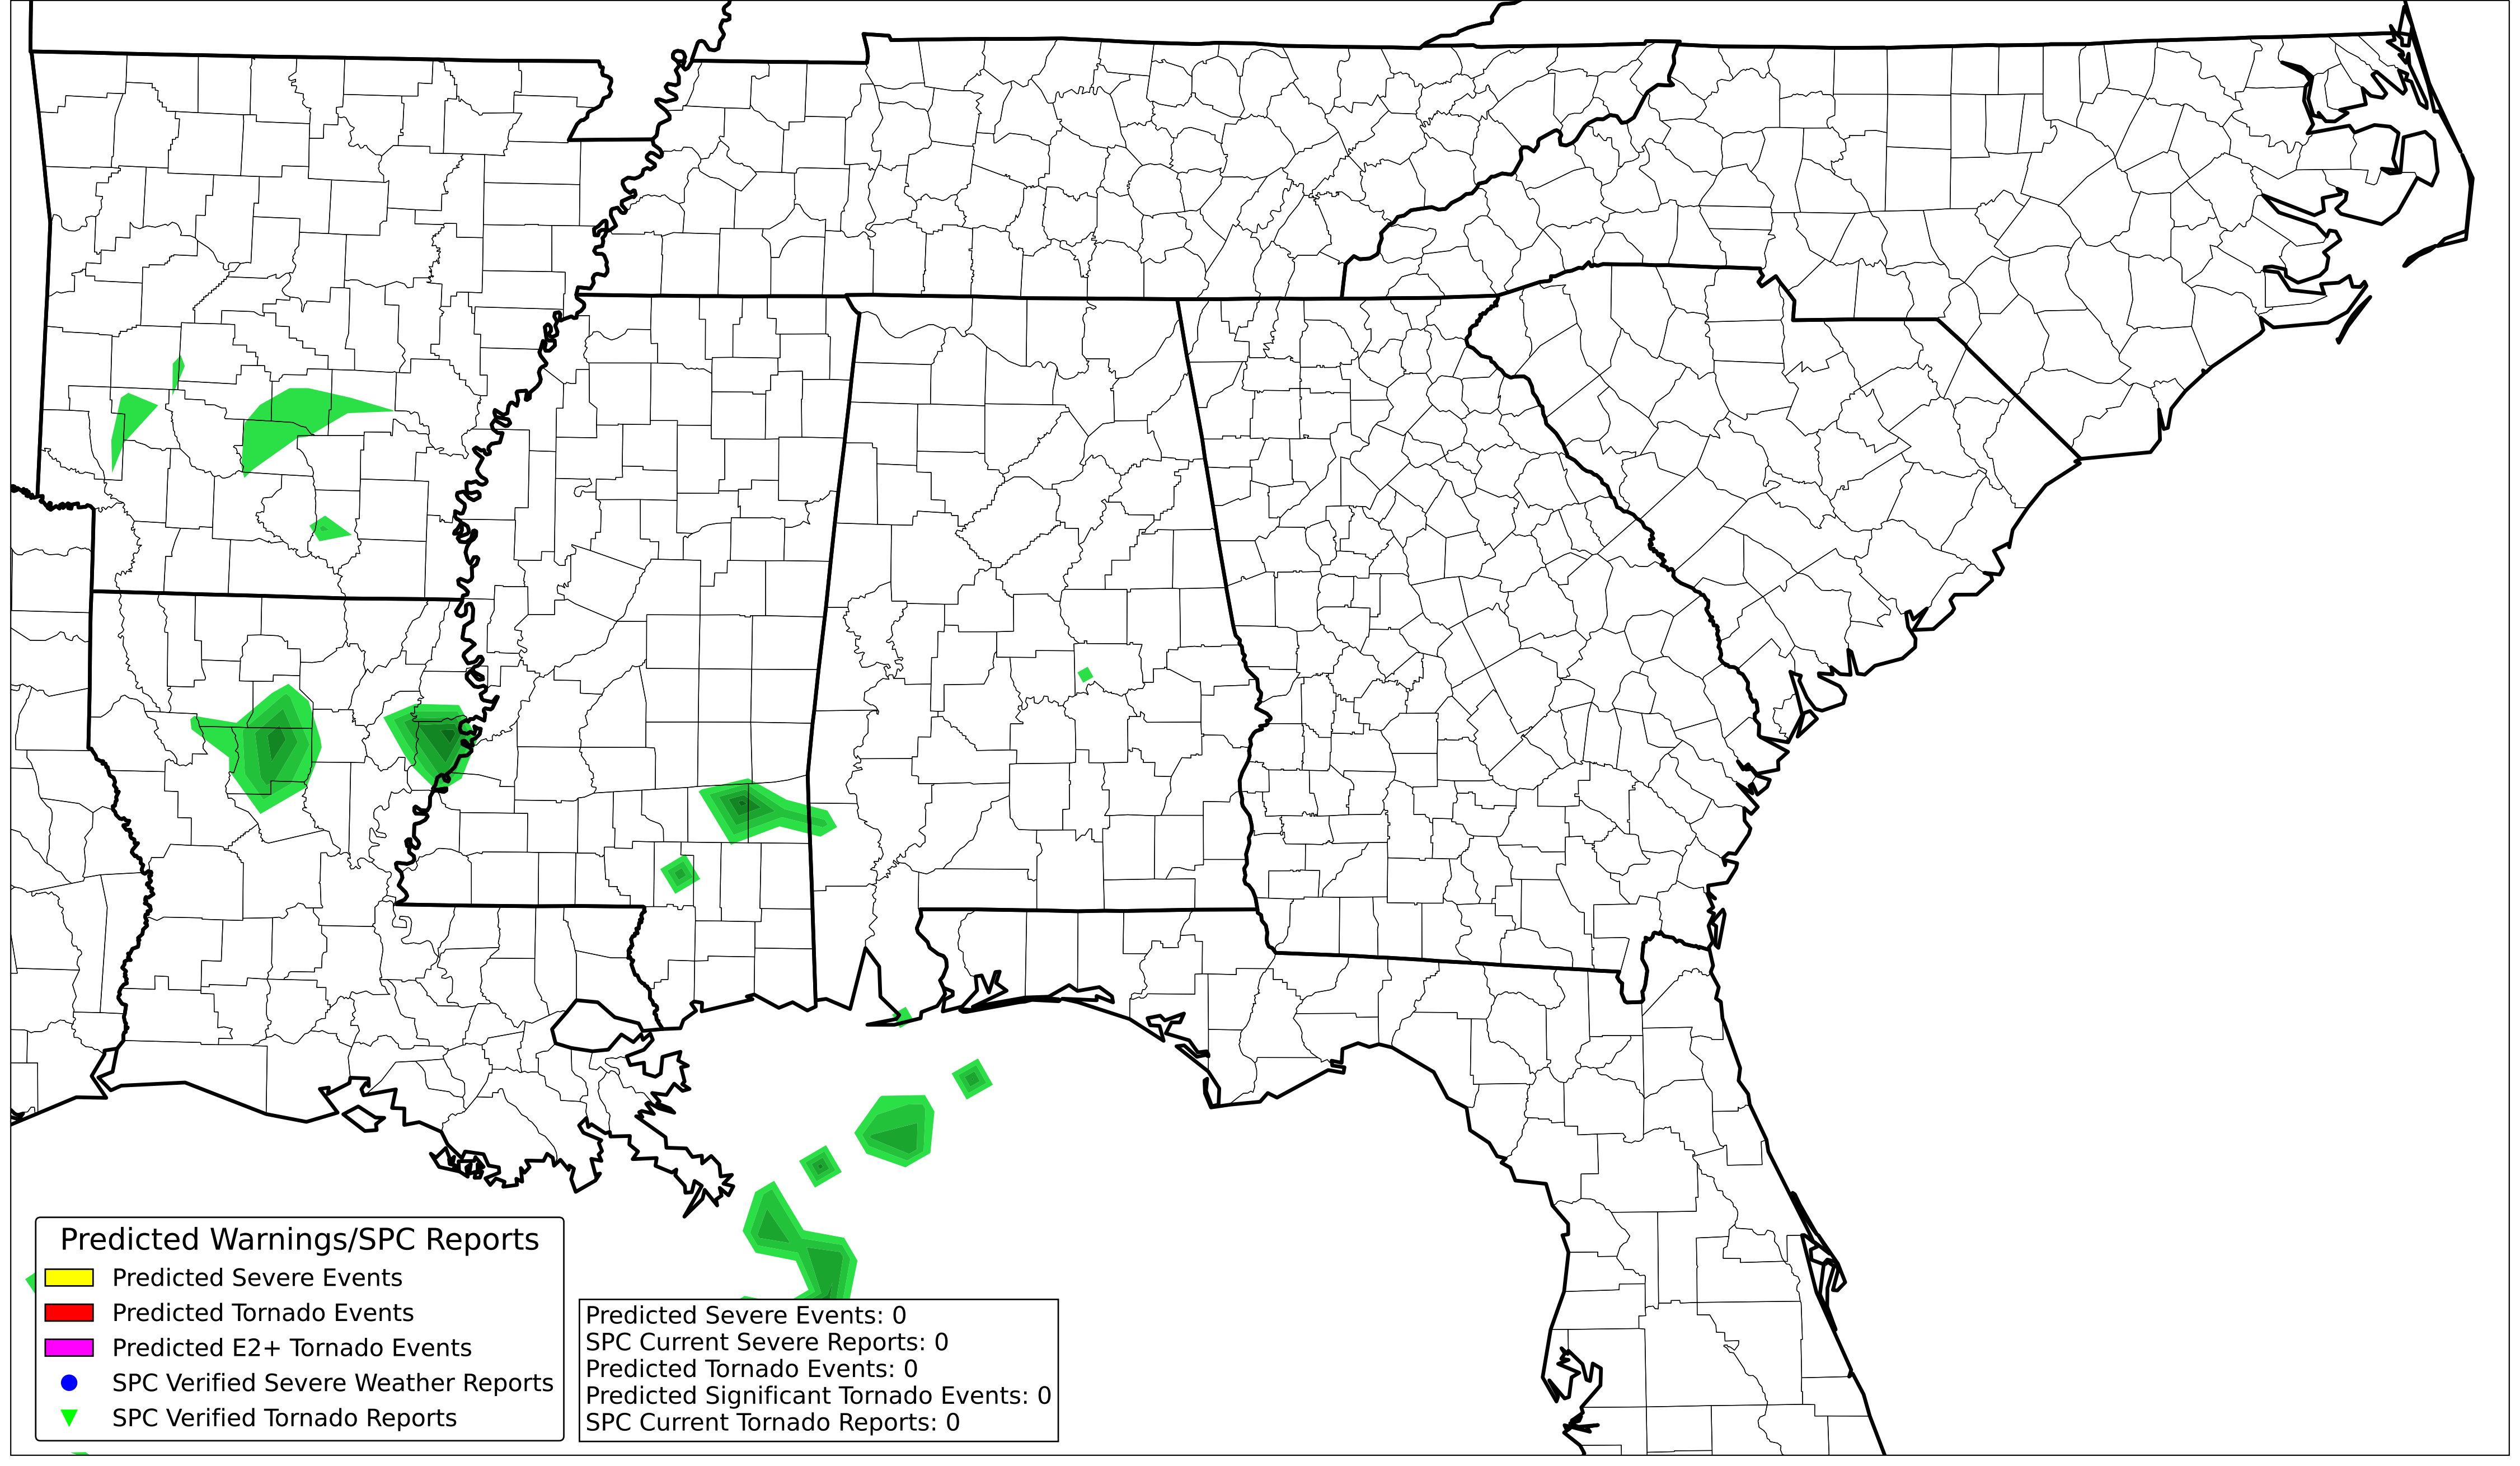 Predicted Warnings/SPC Reports
Predicted Severe Events
Predicted Tornado Events
Predicted E2+ Tornado Events
SPC Verified Severe Weather Reports
SPC Verified Tornado Reports
Predicted Severe Events: 0
SPC Current Severe Reports: 0
Predicted Tornado Events: 0
Predicted Significant Tornado Events: 0
SPC Current Tornado Reports: 0